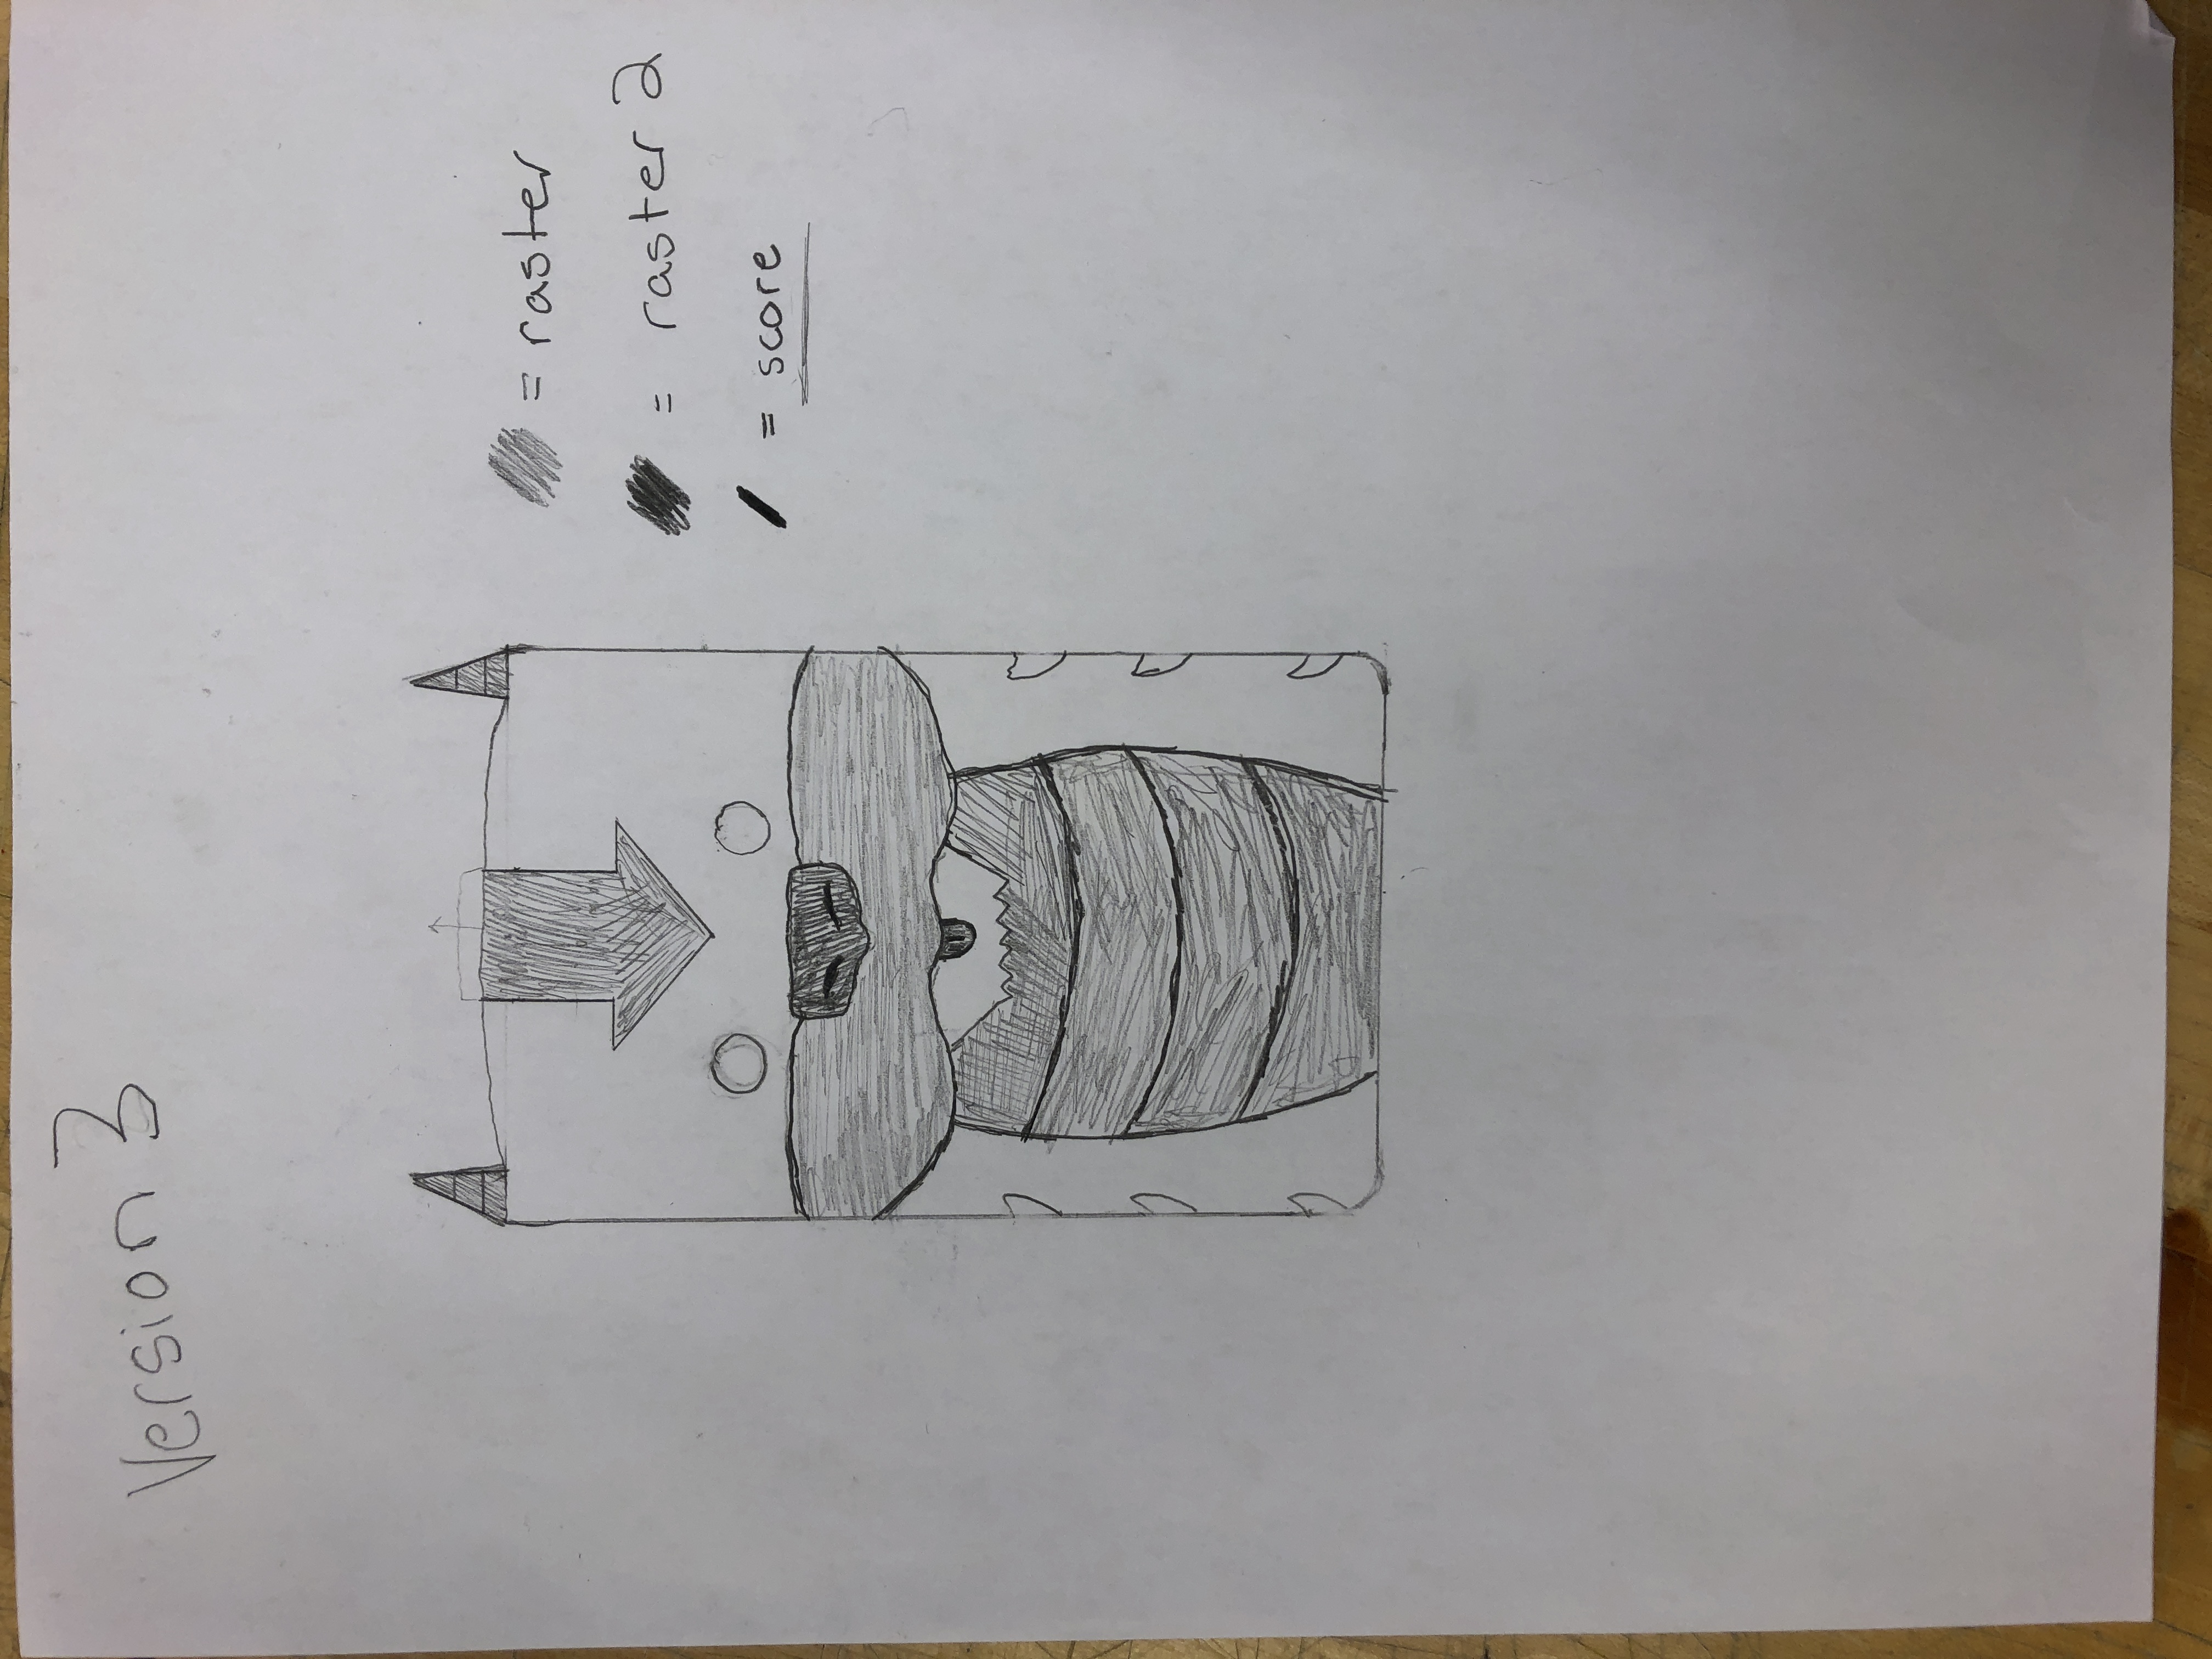 Version 3
= raster
= raster 2
= score